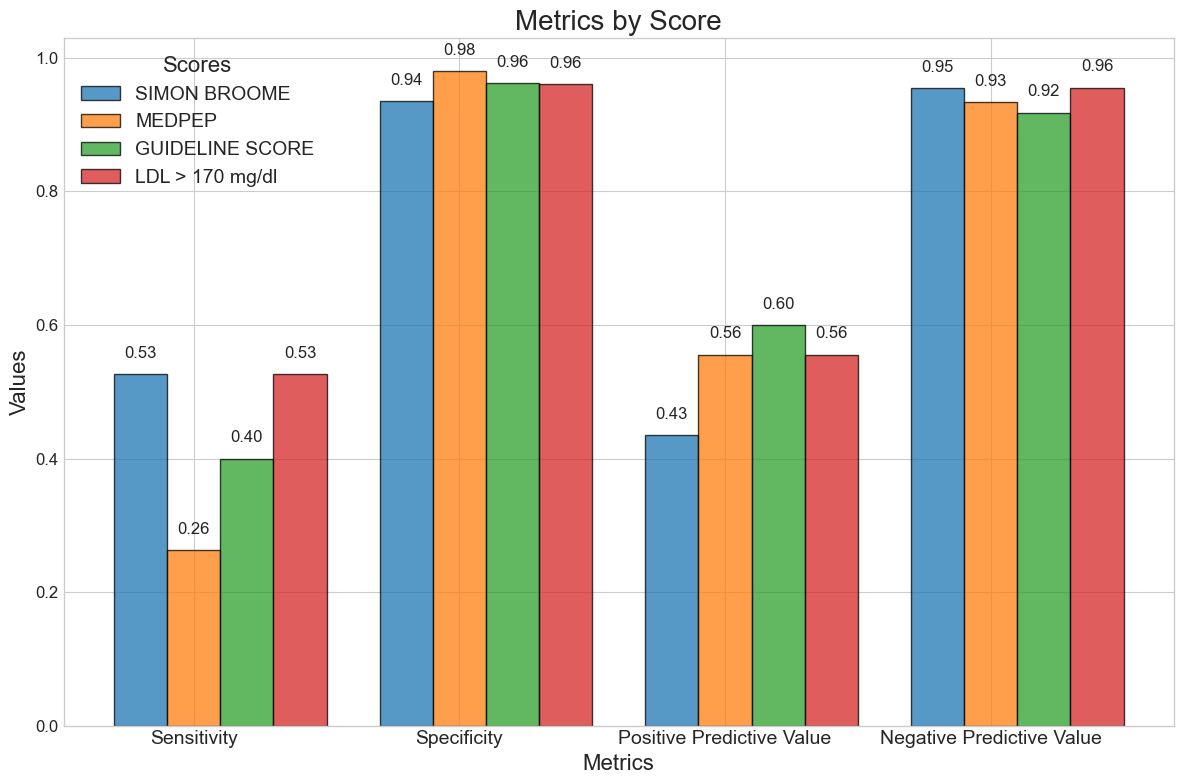 Metrics by Score
Scores
SIMON BROOME
MEDPEP
GUIDELINE SCORE
LDL > 170 mg/dl
Values
1.0
0.8
0.6
0.4
0.2
0.0
0.53
0.26
0.40
0.53
0.94
0.98
0.96
0.96
0.43
0.56
0.60
0.56
0.95
0.93
0.92
0.96
Sensitivity
Specificity
Positive Predictive Value
Negative Predictive Value
Metrics